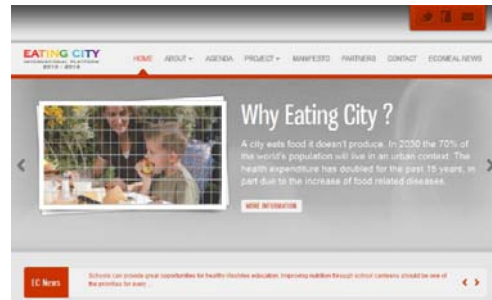 EATING CITY
INTERNATIONAL PLATFORM
2010 - 2014
HOME ABOUT AGENDA PROJECT MANIFESTO PARTNERS CONTACT ECOMEAL NEWS
Why Eating City ?
A city eats food it doesn't produce. In 2030 the 70% of
the world's population will live in an urban context. The
health expenditure has doubled for the past 15 years, in
part due to the increase of food related diseases.
MORE INFORMATION
EC News
Schools can provide great opportunities for healthy lifestyles education. Improving nutrition through school canteens should be one of
the priorities for every ...